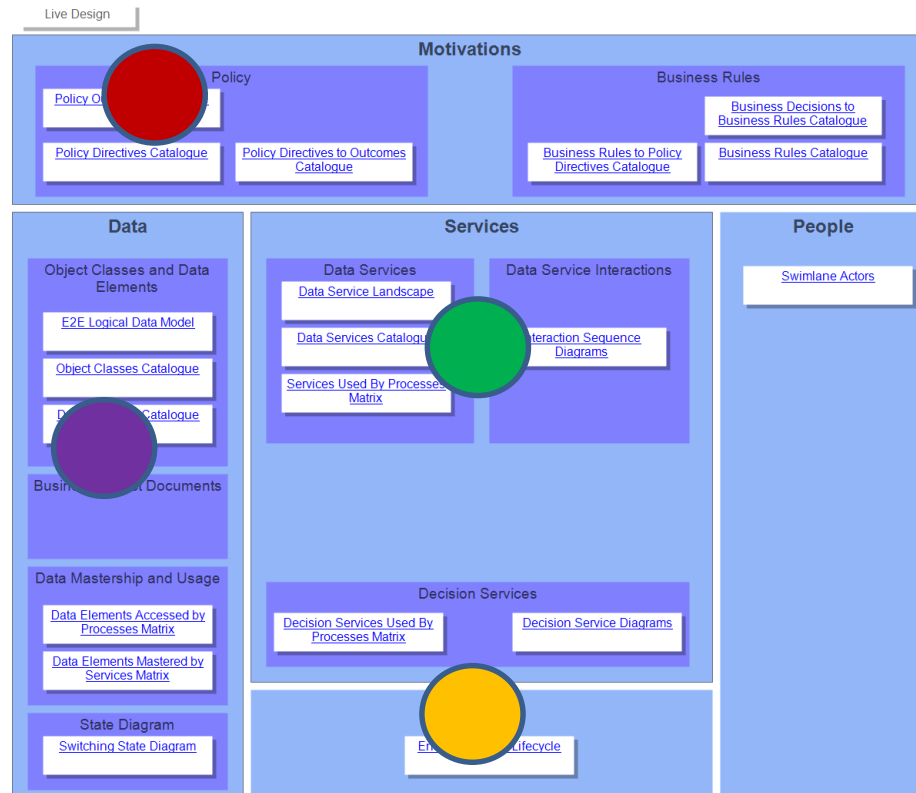 Live Design
Motivations
Policy
Policy
Policy Directives Catalogue
Policy Directives to Outcomes
Catalogue
Business Rules
Business Decisions to
Business Rules Catalogue
Business Rules to Policy
Directives Catalogue
Business Rules Catalogue
Data
Object Classes and Data
Elements
E2E Logical Data Model
Object Classes Catalogue
Catalogue
Documents
Data Mastership and Usage
Data Elements Accessed by
Processes Matrix
Data Elements Mastered by
Services Matrix
State Diagram
Switching State Diagram
Services
Data Services
Data Service Landscape
Data Services Catalogue
Services Used By Processes
Matrix
Data Service Interactions
Interaction Sequence
Diagrams
Decision Services
Decision Services Used By
Processes Matrix
Decision Service Diagrams
Lifecycle
People
Swimlane Actors